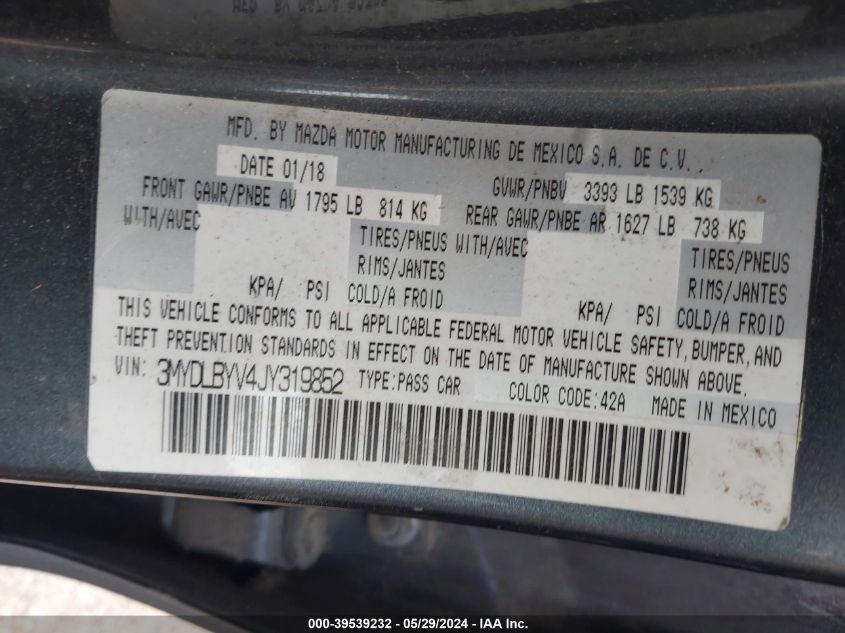 MFD. BY MAZDA MOTOR MANUFACTURING DE MEXICO S.A. DE C.V.
DATE 01/18
GVWR/PNBV 3393 LB 1539 KG
FRONT GAWR/PNBE AV 1795 LB 814 KG
REAR GAWR/PNBE AR 1627 LB 738 KG
WITH/AVEC TIRES/PNEUS WITH/AVEC TIRES/PNEUS
RIMS/JANTES RIMS/JANTES
KPA/ PSI COLD/A FROID KPA/ PSI COLD/A FROID
THIS VEHICLE CONFORMS TO ALL APPLICABLE FEDERAL MOTOR VEHICLE SAFETY, BUMPER, AND
THEFT PREVENTION STANDARDS IN EFFECT ON THE DATE OF MANUFACTURE SHOWN ABOVE.
VIN: 3MYDLBYV4JY319852 TYPE:PASS CAR COLOR CODE:42A MADE IN MEXICO
000-39539232 - 05/29/2024 - IAAI.COM